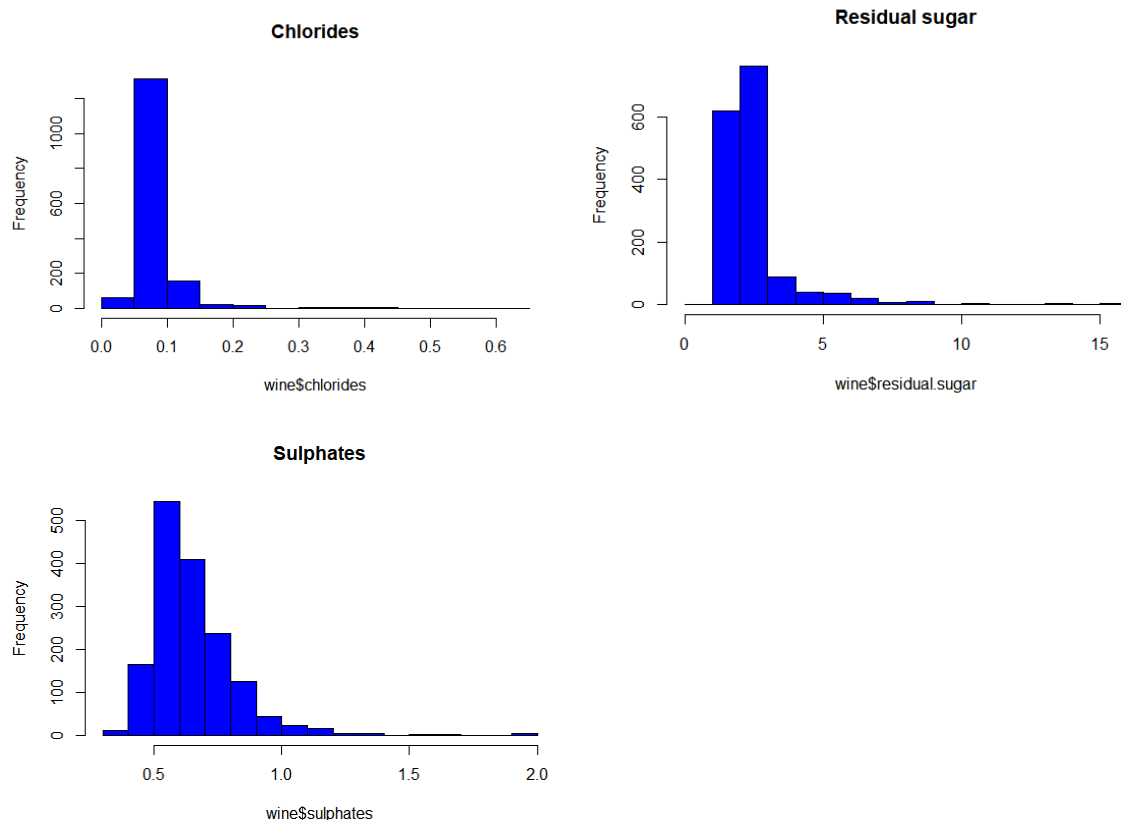 Chlorides
Frequency
0
200
600
1000
0.0 0.1 0.2 0.3 0.4 0.5 0.6
wine$chlorides
Residual sugar
Frequency
0
200
400
600
0 5 10 15
wine$residual.sugar
Sulphates
Frequency
0
100
200
300
400
500
0.5 1.0 1.5 2.0
wine$sulphates